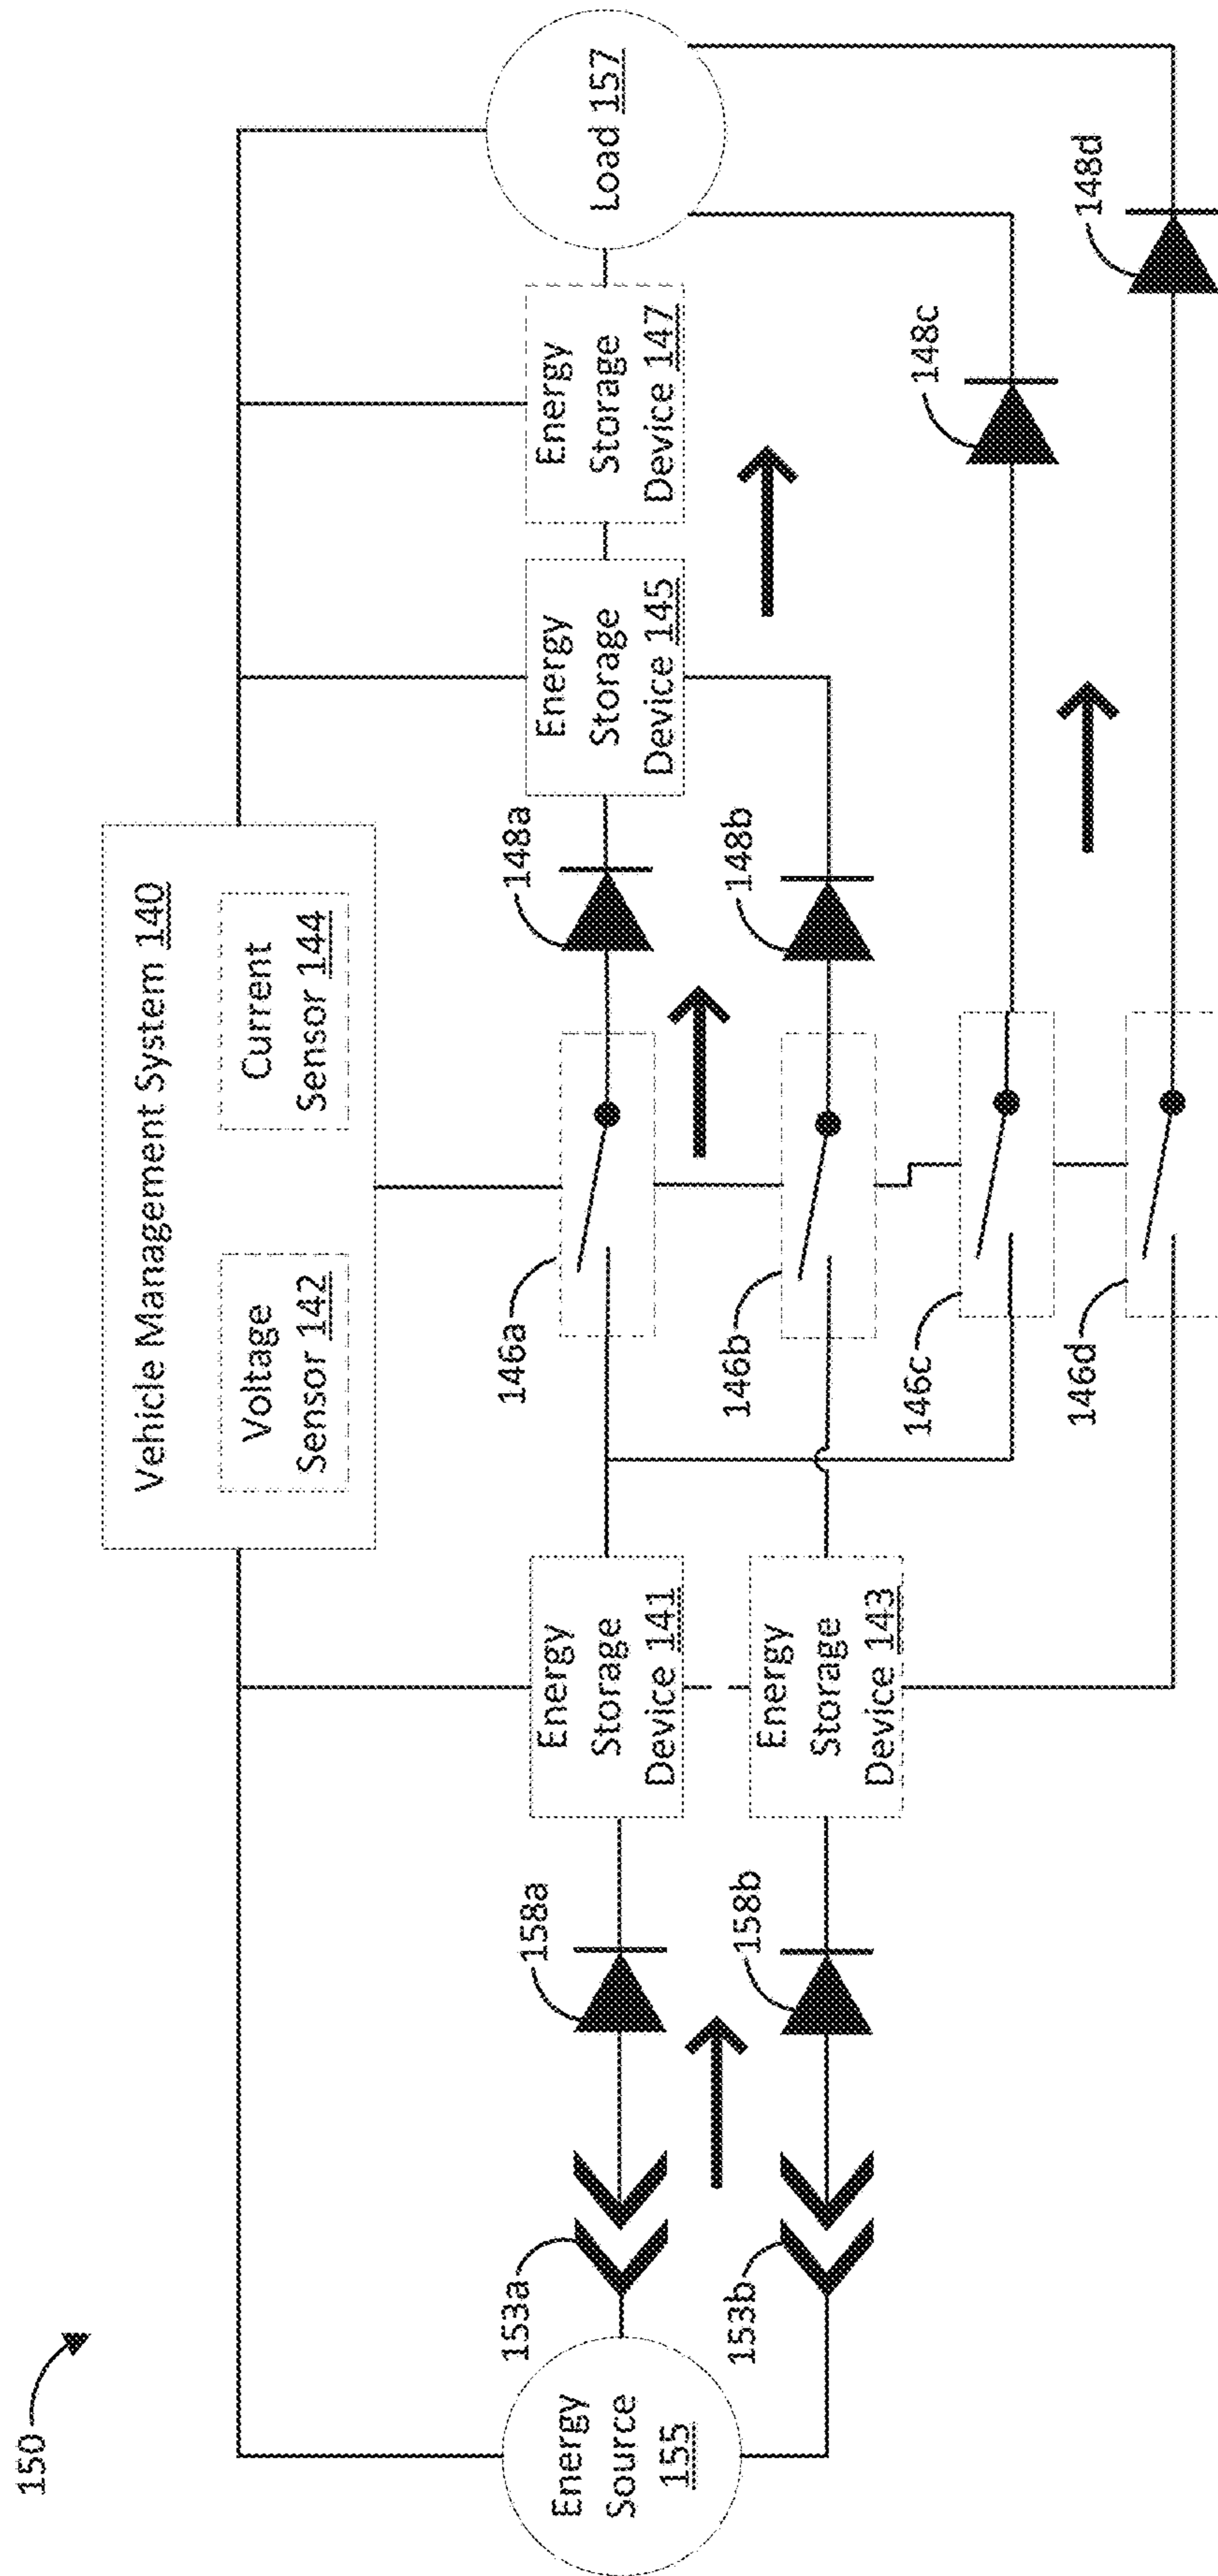 150
Vehicle Management System 140
Voltage
Sensor 142
Current
Sensor 144
Energy
Source
155
153a
153b
158a
158b
Energy
Storage
Device 141
Energy
Storage
Device 143
146a
146b
146c
146d
148a
148b
148c
148d
Energy
Storage
Device 145
Energy
Storage
Device 147
Load 157